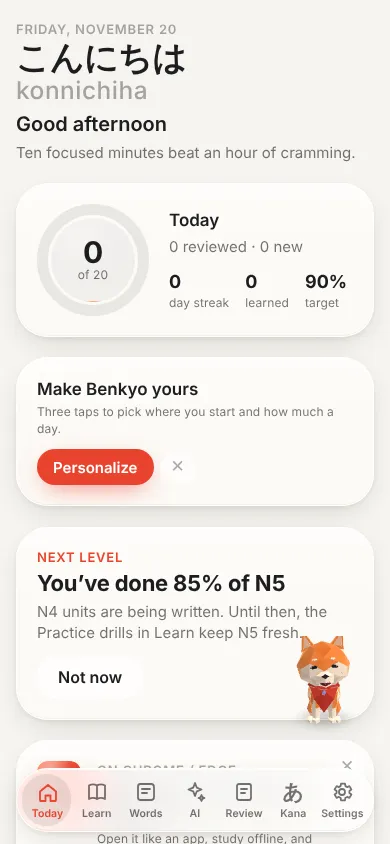 FRIDAY, NOVEMBER 20
こんにちは
konnichiha
Good afternoon
Ten focused minutes beat an hour of cramming.
0
of 20
Today
0 reviewed · 0 new
0 0 90%
day streak learned target
Make Benkyo yours
Three taps to pick where you start and how much a
day.
Personalize ✕
NEXT LEVEL
You’ve done 85% of N5
N4 units are being written. Until then, the
Practice drills in Learn keep N5 fresh.
Not now
ON CHROME / EDGE ✕
あ
Today Learn Words AI Review Kana Settings
Open it like an app, study offline, and